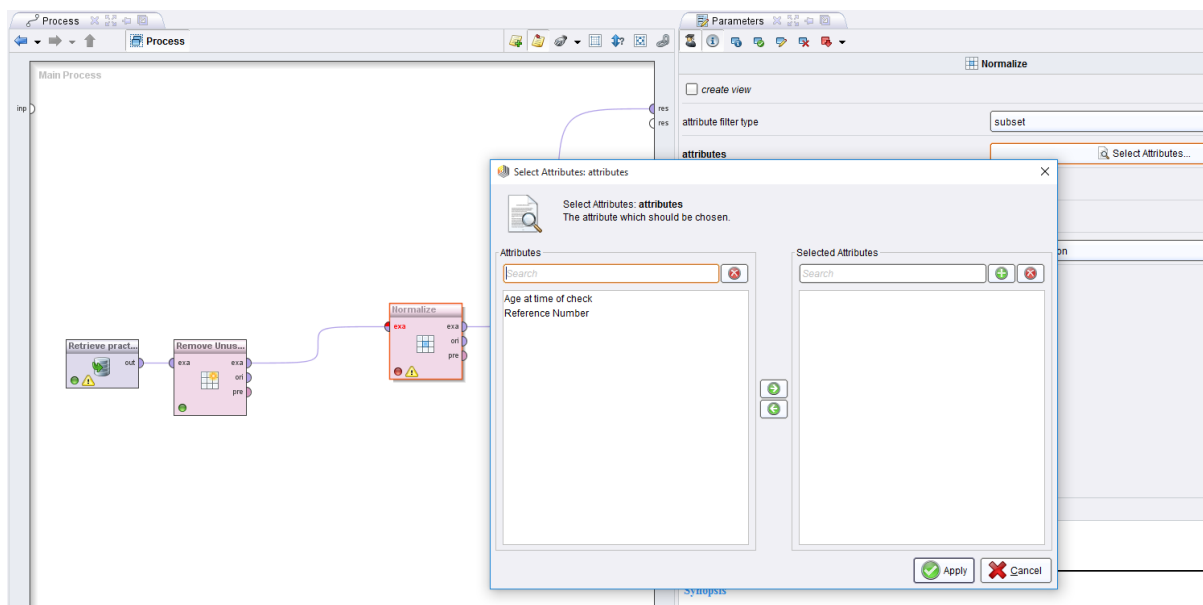 Process
Parameters
Process
Normalize
Main Process
create view
inp
res
res
attribute filter type
subset
attributes
Select Attributes...
Select Attributes: attributes
Select Attributes: attributes
The attribute which should be chosen.
on
Attributes
Selected Attributes
Search
Search
Age at time of check
Reference Number
Normalize
exa
exa
ori
pre
Retrieve pract...
out
Remove Unus...
exa
exa
ori
pre
Apply
Cancel
Synopsis